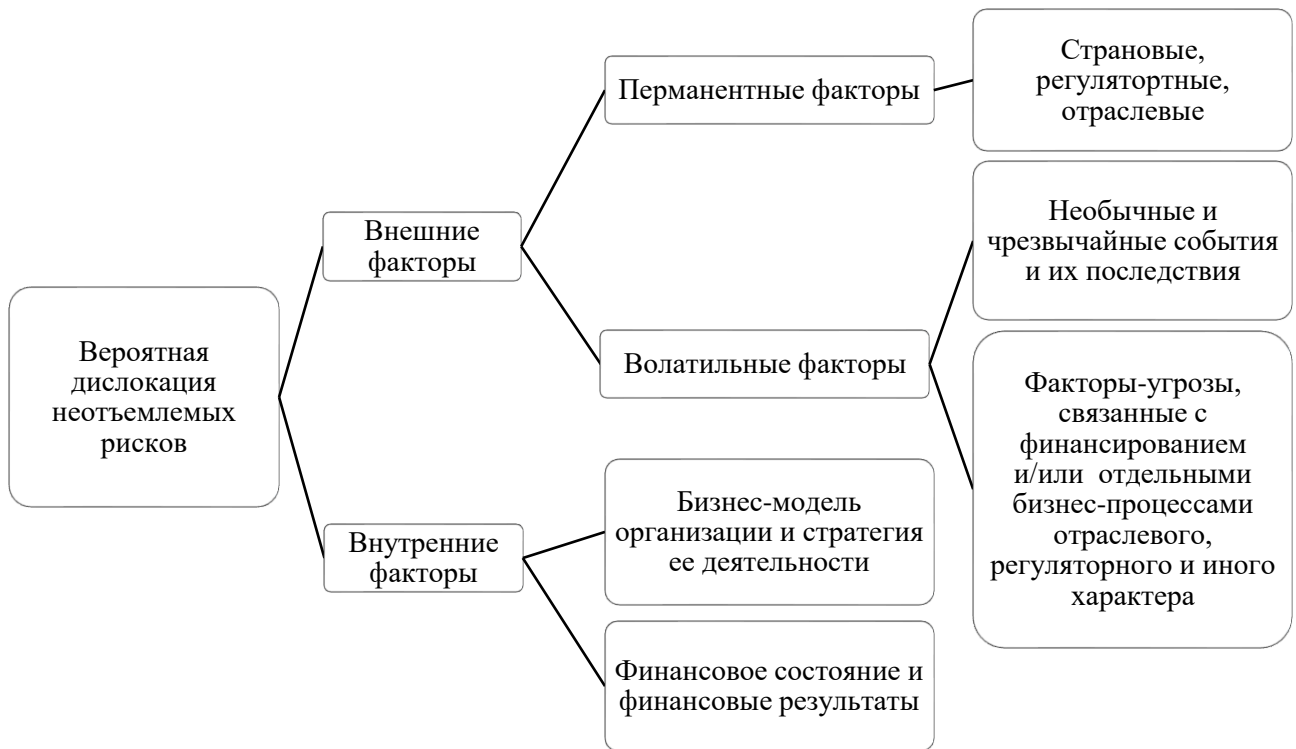 Вероятная
дислокация
неотъемлемых
рисков
Внешние
факторы
Перманентные факторы
Страновые,
регулятортные,
отраслевые
Волатильные факторы
Необычные и
чрезвычайные события
и их последствия
Факторы-угрозы,
связанные с
финансированием
и/или отдельными
бизнес-процессами
отраслевого,
регуляторного и иного
характера
Внутренние
факторы
Бизнес-модель
организации и стратегия
ее деятельности
Финансовое состояние и
финансовые результаты